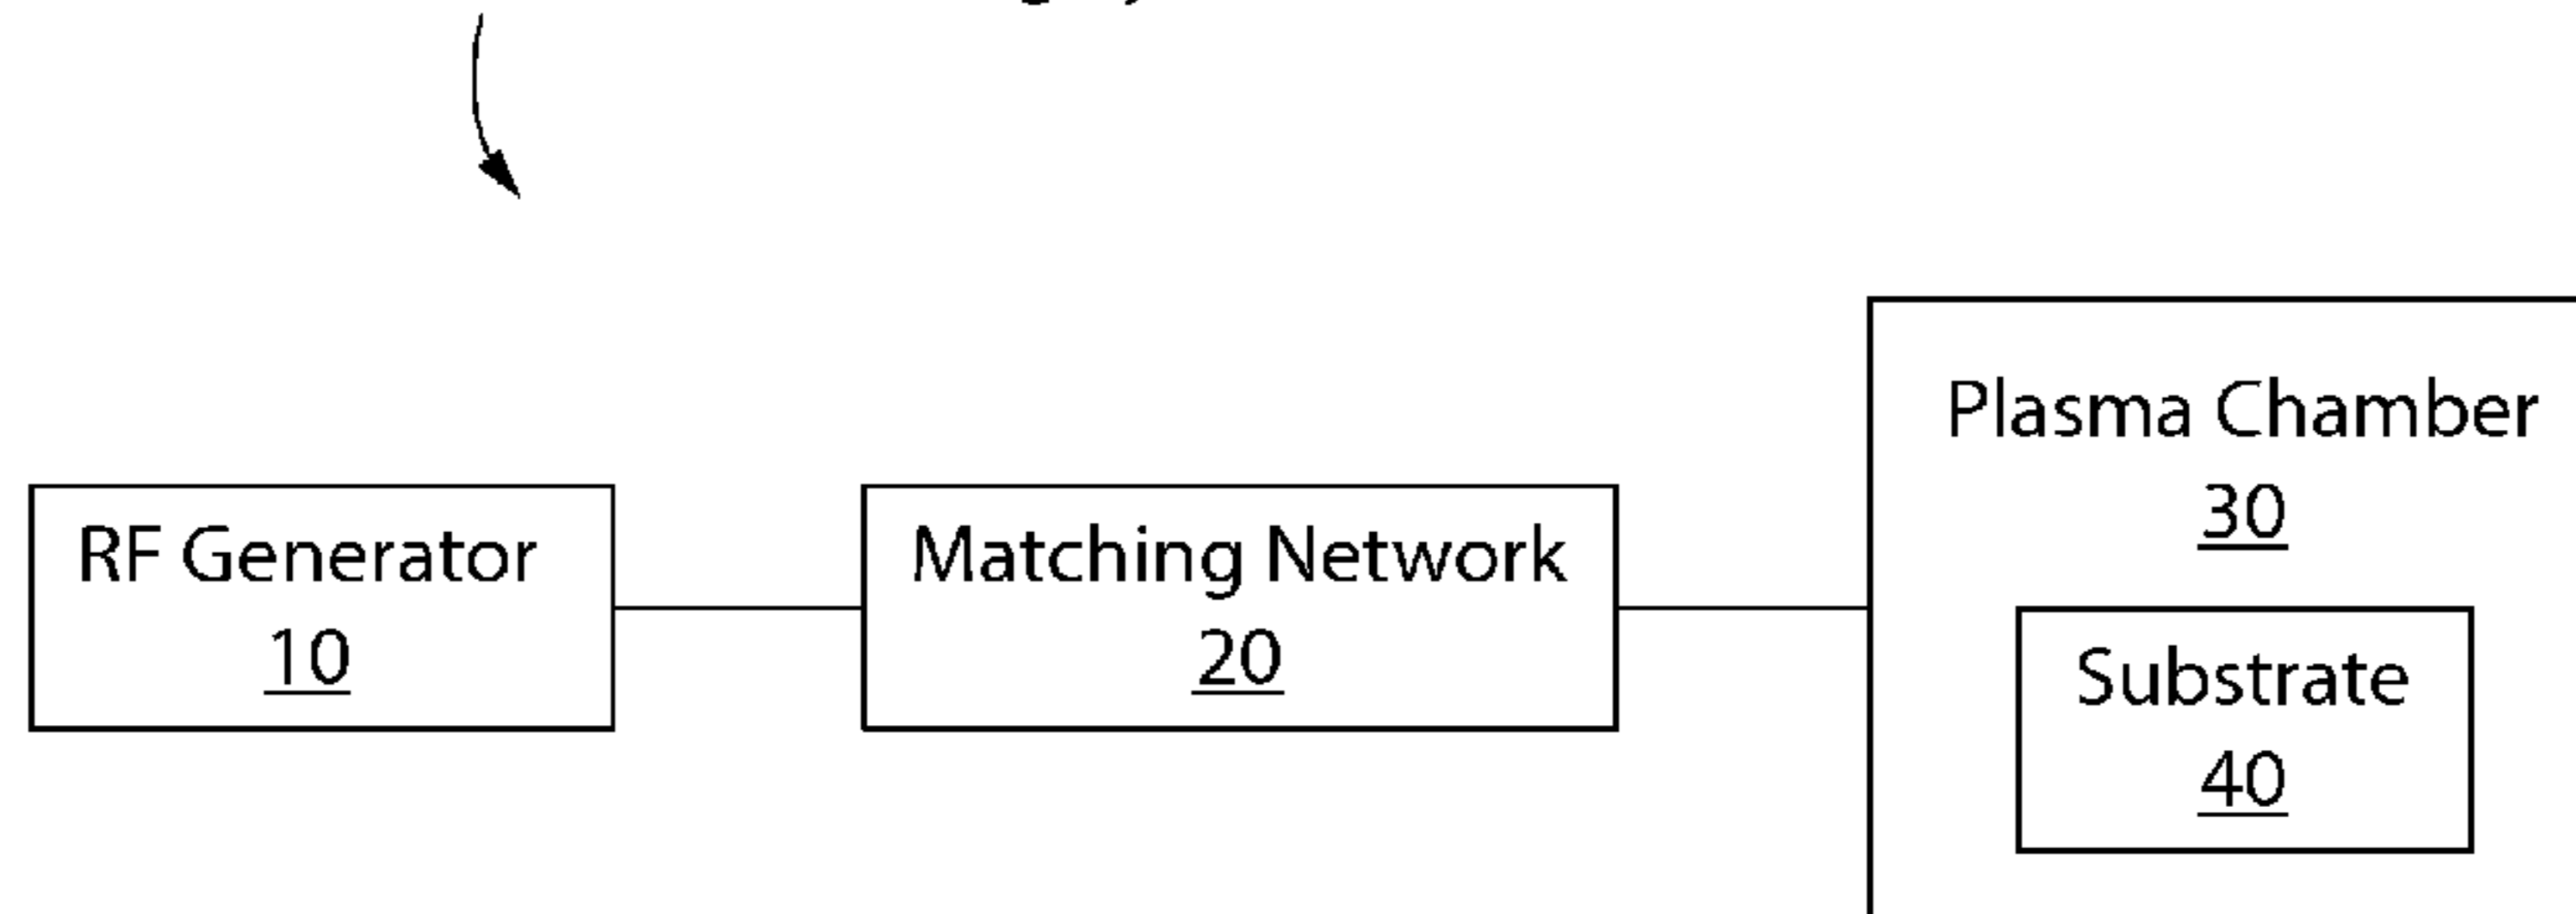 RF Generator
10
Matching Network
20
Plasma Chamber
30
Substrate
40